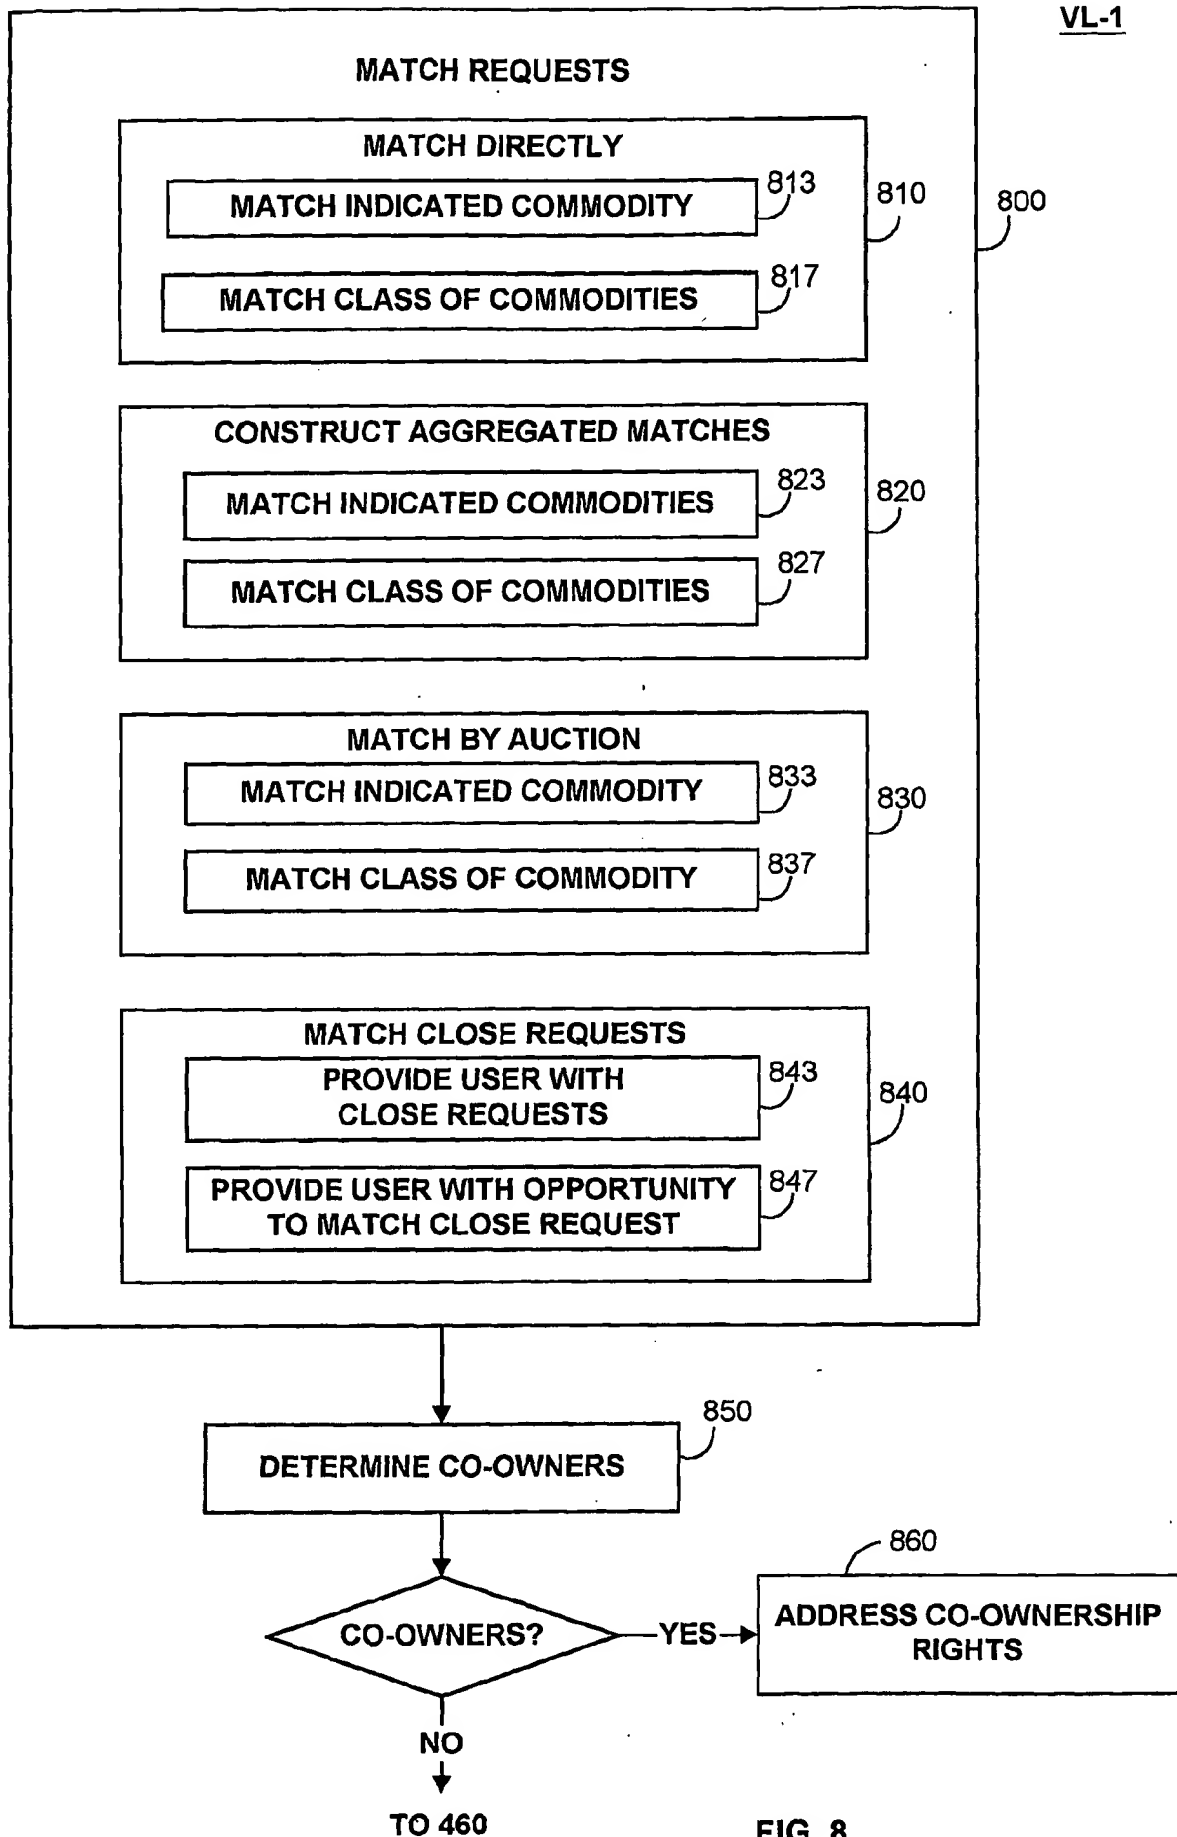 VL-1
MATCH REQUESTS
MATCH DIRECTLY
MATCH INDICATED COMMODITY
813
810
800
MATCH CLASS OF COMMODITIES
817
CONSTRUCT AGGREGATED MATCHES
MATCH INDICATED COMMODITIES
823
820
MATCH CLASS OF COMMODITIES
827
MATCH BY AUCTION
MATCH INDICATED COMMODITY
833
830
MATCH CLASS OF COMMODITY
837
MATCH CLOSE REQUESTS
PROVIDE USER WITH
CLOSE REQUESTS
843
840
PROVIDE USER WITH OPPORTUNITY
TO MATCH CLOSE REQUEST
847
DETERMINE CO-OWNERS
850
CO-OWNERS?
YES
860
ADDRESS CO-OWNERSHIP
RIGHTS
NO
TO 460
FIG. 8